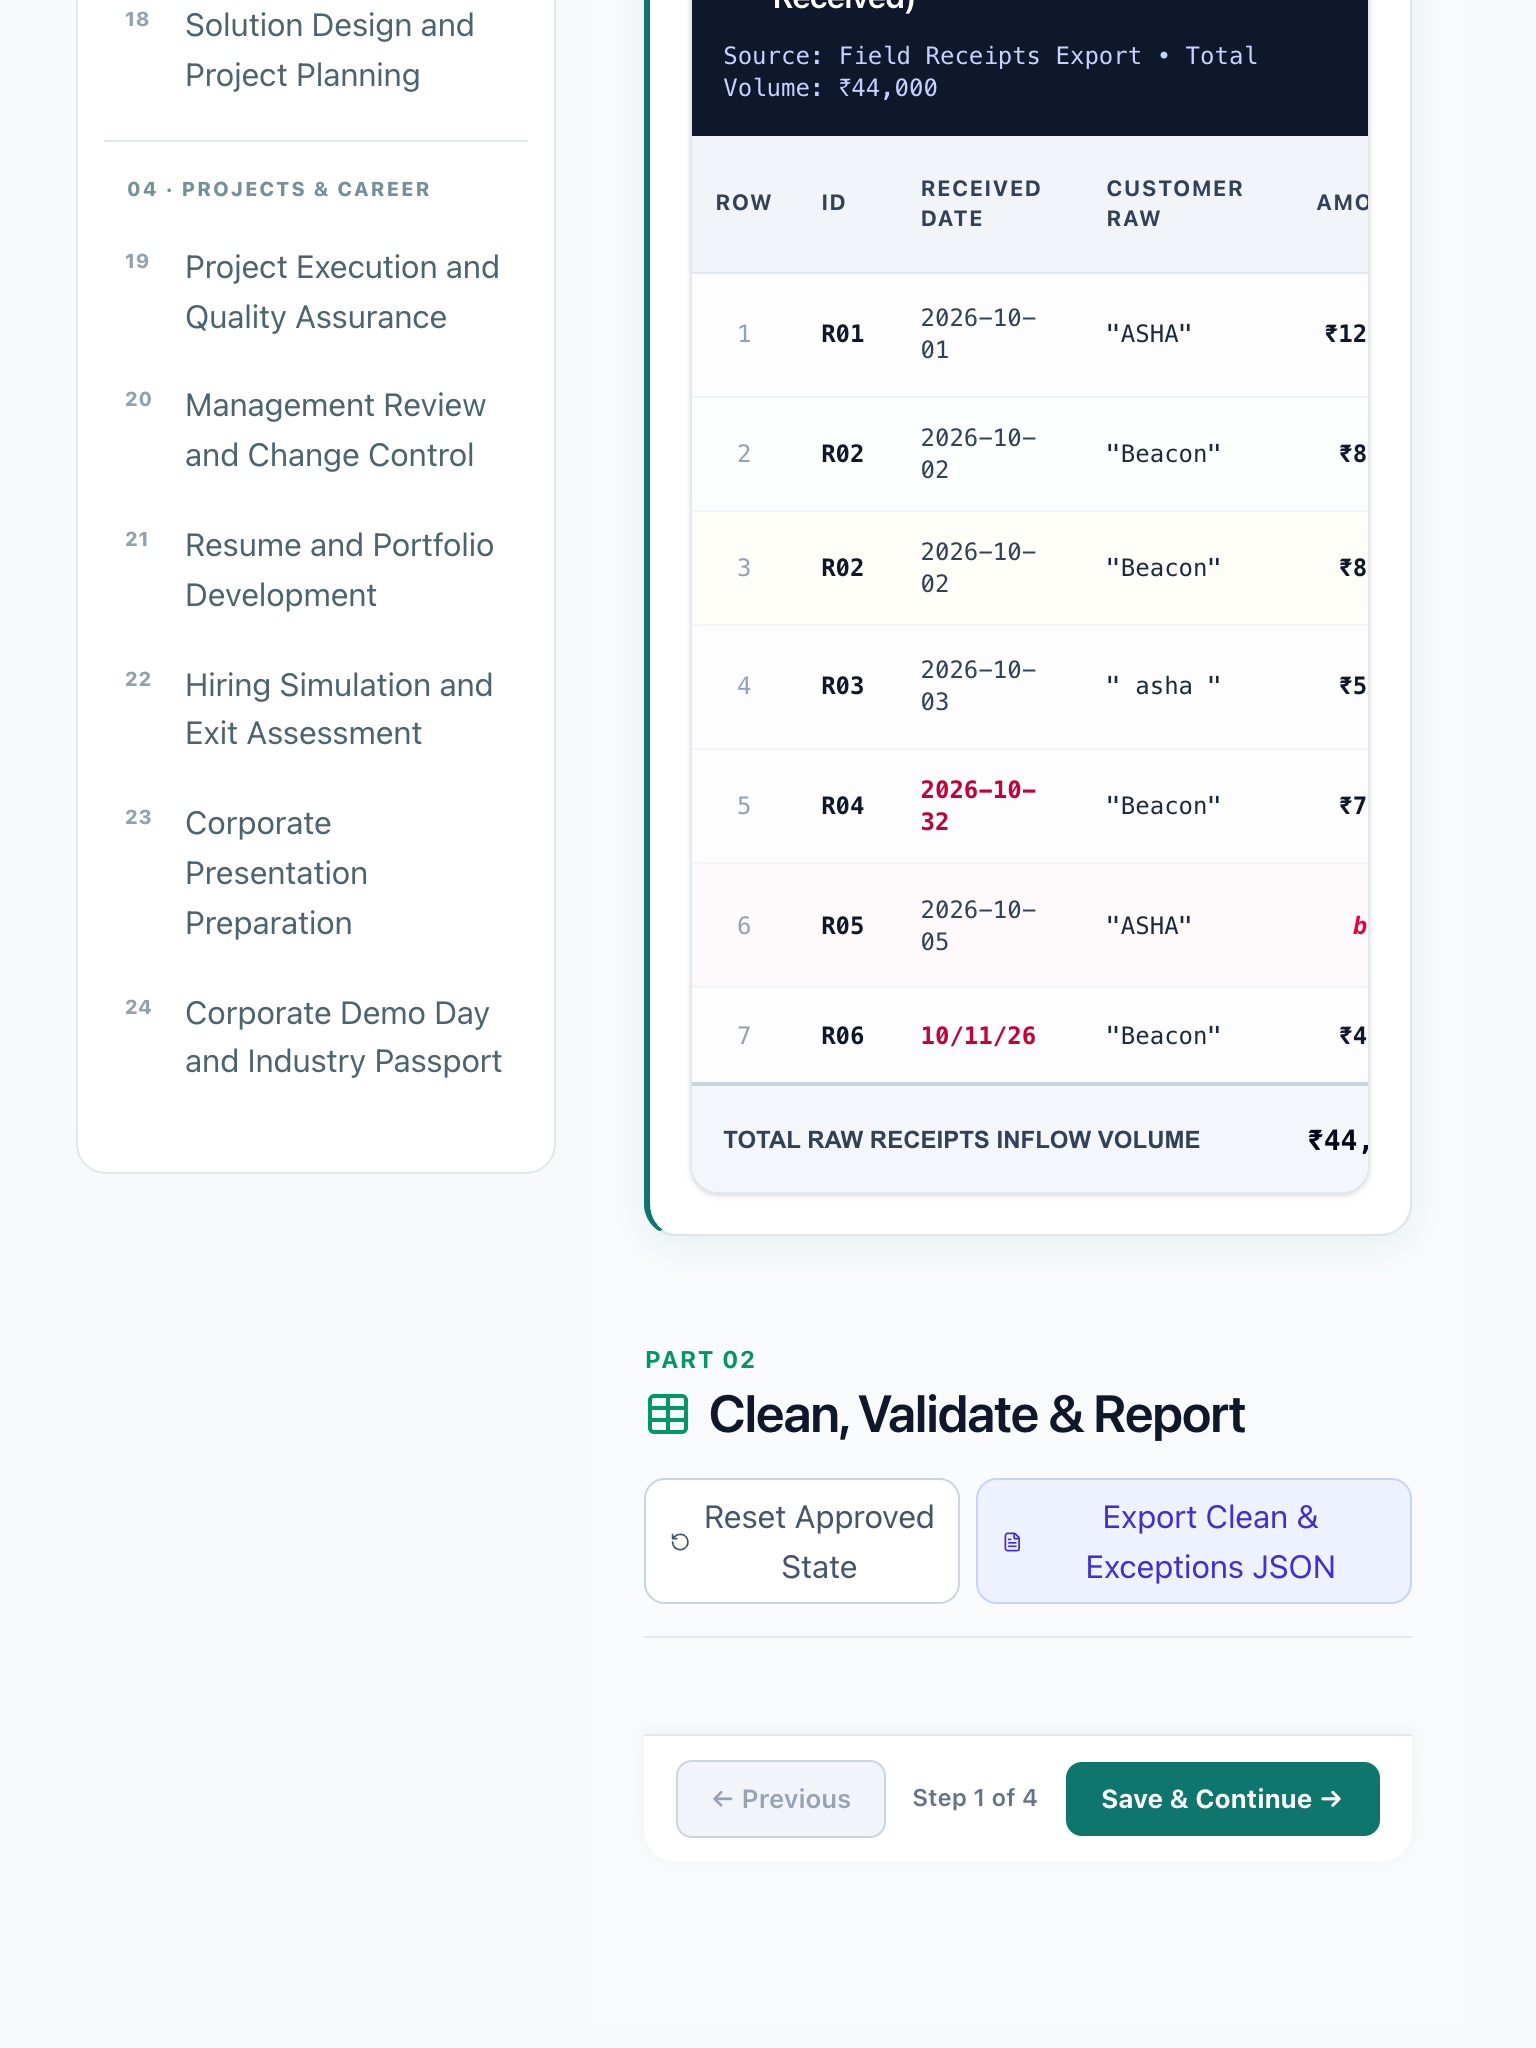 18
Solution Design and
Project Planning
04 · PROJECTS & CAREER
19
Project Execution and
Quality Assurance
20
Management Review
and Change Control
21
Resume and Portfolio
Development
22
Hiring Simulation and
Exit Assessment
23
Corporate
Presentation
Preparation
24
Corporate Demo Day
and Industry Passport
Received)
Source: Field Receipts Export • Total
Volume: ₹44,000
ROW ID RECEIVED DATE CUSTOMER RAW AMO
1 R01 2026-10-01 "ASHA" ₹12
2 R02 2026-10-02 "Beacon" ₹8
3 R02 2026-10-02 "Beacon" ₹8
4 R03 2026-10-03 " asha " ₹5
5 R04 2026-10-32 "Beacon" ₹7
6 R05 2026-10-05 "ASHA" b
7 R06 10/11/26 "Beacon" ₹4
TOTAL RAW RECEIPTS INFLOW VOLUME ₹44,
PART 02
Clean, Validate & Report
Reset Approved
State
Export Clean &
Exceptions JSON
← Previous Step 1 of 4 Save & Continue →